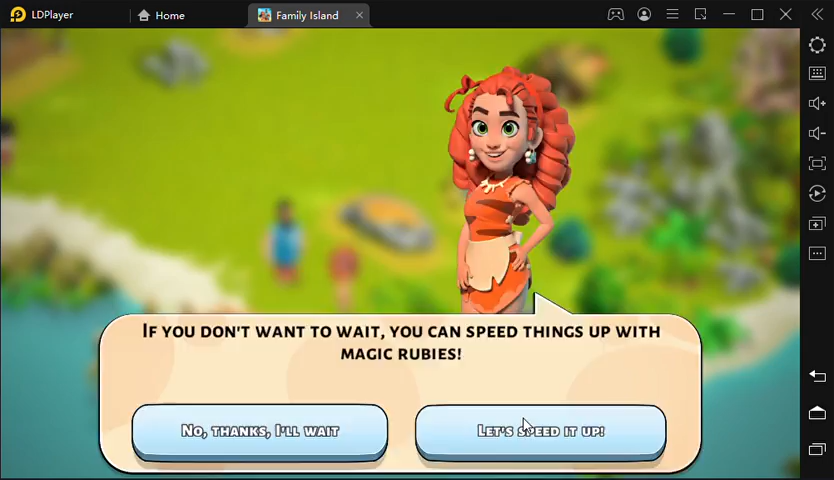 LDPlayer
Home
Family Island
If you don't want to wait, you can speed things up with
magic rubies!
No, thanks, I'll wait
Let's speed it up!